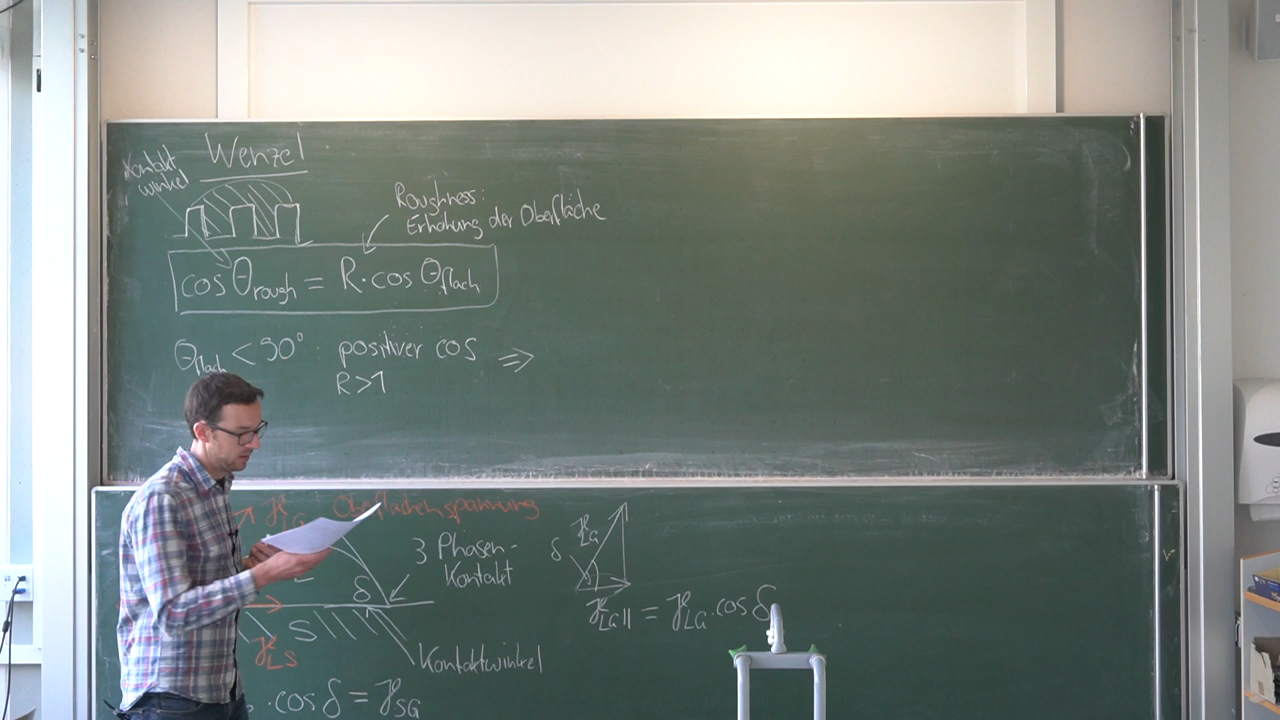 Kontakt
winkel
Wenzel
Roughness:
Erhöhung der Oberfläche
cos Θrough = R · cos Θflach
Θflach < 90° : positiver cos ⇒
R > 1
γLG Oberflächenspannung
3 Phasen-
Kontakt
δ
S
γLS
Kontaktwinkel
· cos δ = γSG
γLG
δ
γLG|| = γLG · cos δ